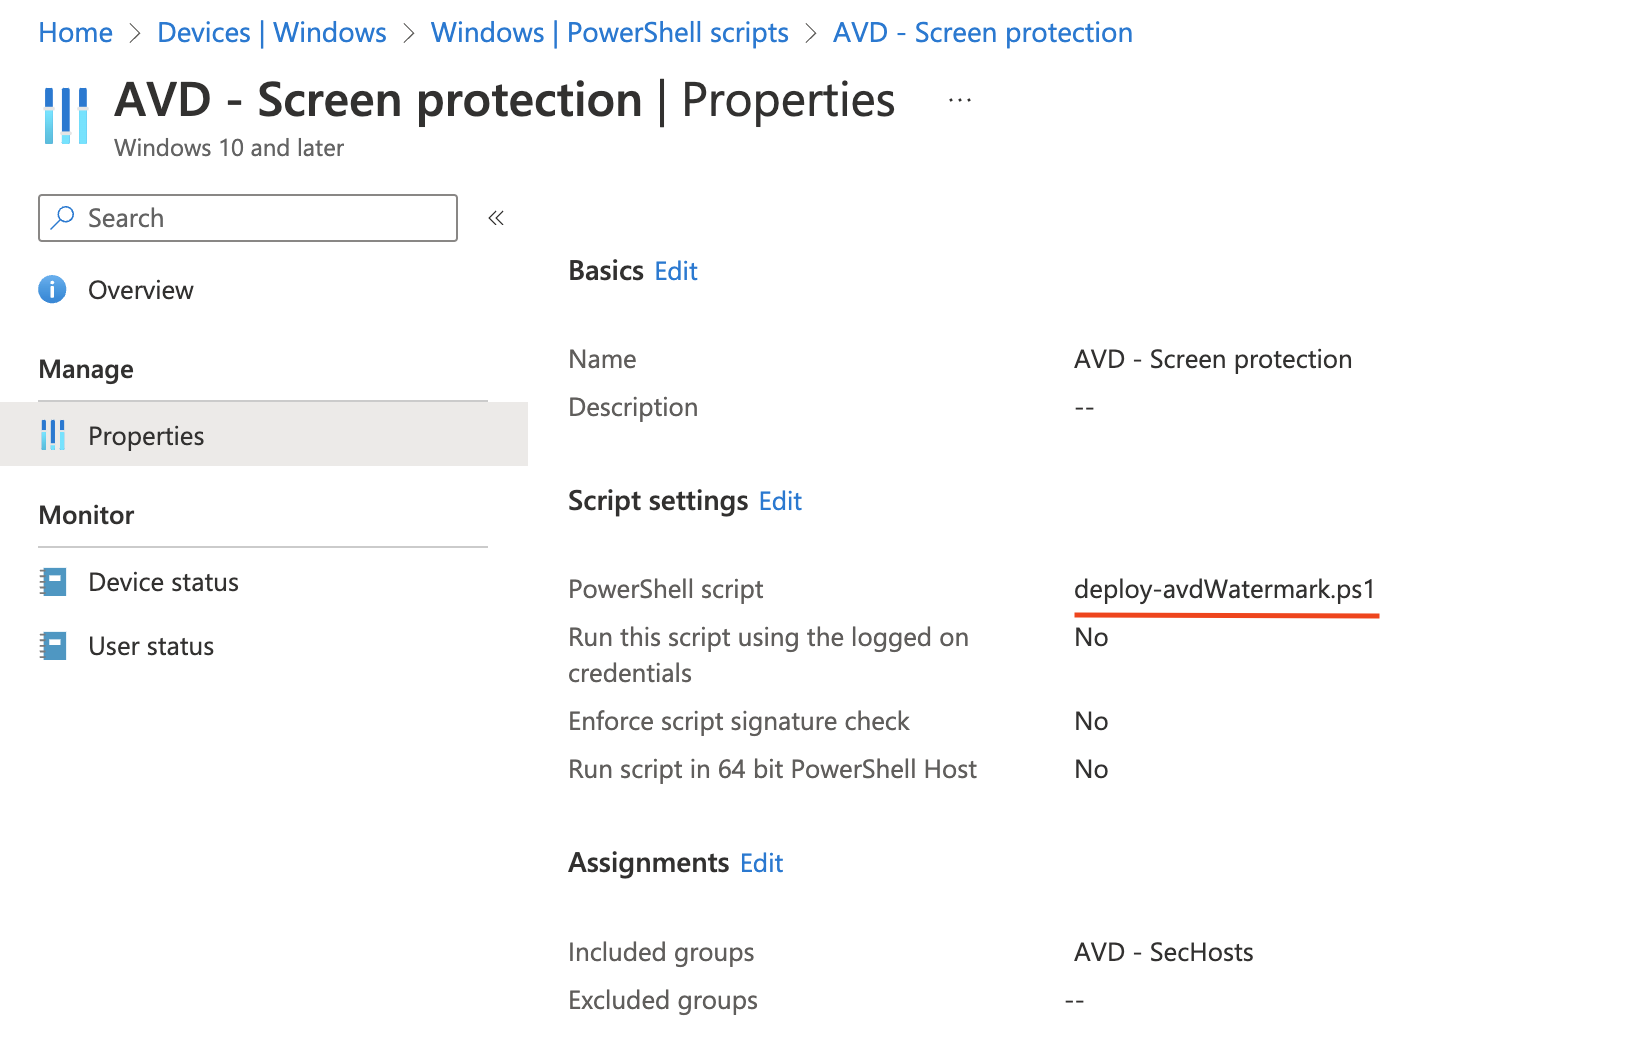 Home > Devices | Windows > Windows | PowerShell scripts > AVD - Screen protection
AVD - Screen protection | Properties ...
Windows 10 and later
Search «
Overview
Manage
Properties
Monitor
Device status
User status
Basics Edit
Name AVD - Screen protection
Description --
Script settings Edit
PowerShell script deploy-avdWatermark.ps1
Run this script using the logged on No
credentials
Enforce script signature check No
Run script in 64 bit PowerShell Host No
Assignments Edit
Included groups AVD - SecHosts
Excluded groups --